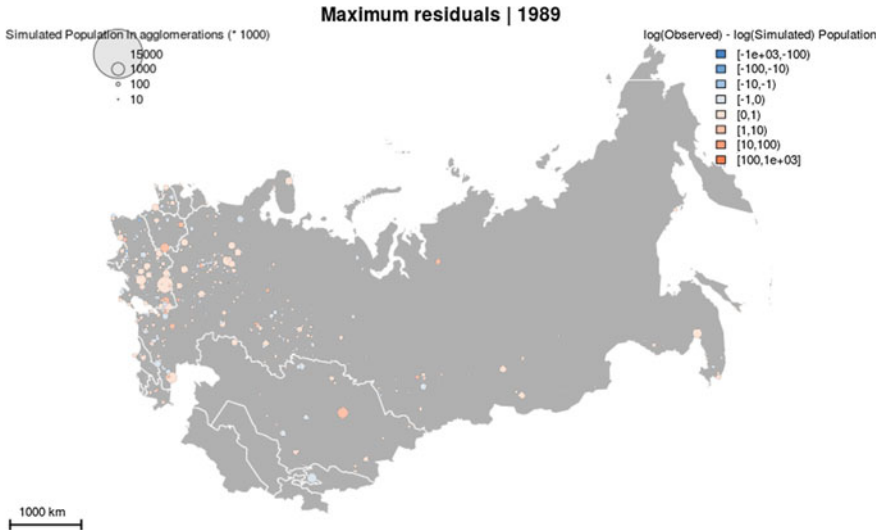 Maximum residuals | 1989
Simulated Population in agglomerations (* 1000)
15000
1000
100
10
log(Observed) - log(Simulated) Population
[-1e+03,-100)
[-100,-10)
[-10,-1)
[-1,0)
[0,1)
[1,10)
[10,100)
[100,1e+03]
1000 km